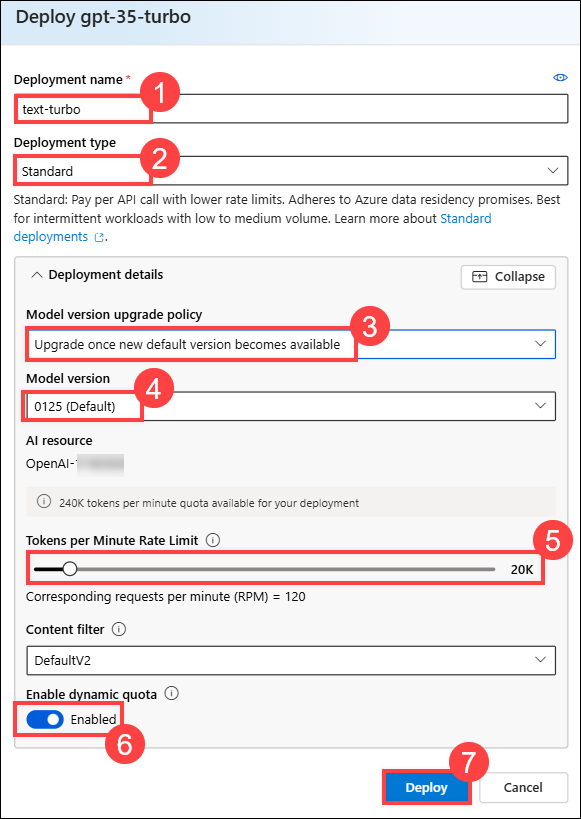 Deploy gpt-35-turbo
Deployment name *
1
text-turbo
Deployment type
2
Standard
Standard: Pay per API call with lower rate limits. Adheres to Azure data residency promises. Best
for intermittent workloads with low to medium volume. Learn more about Standard
deployments.
Deployment details
Collapse
Model version upgrade policy
3
Upgrade once new default version becomes available
Model version
4
0125 (Default)
AI resource
OpenAI-
240K tokens per minute quota available for your deployment
Tokens per Minute Rate Limit
5
20K
Corresponding requests per minute (RPM) = 120
Content filter
DefaultV2
Enable dynamic quota
Enabled
6
7
Deploy
Cancel